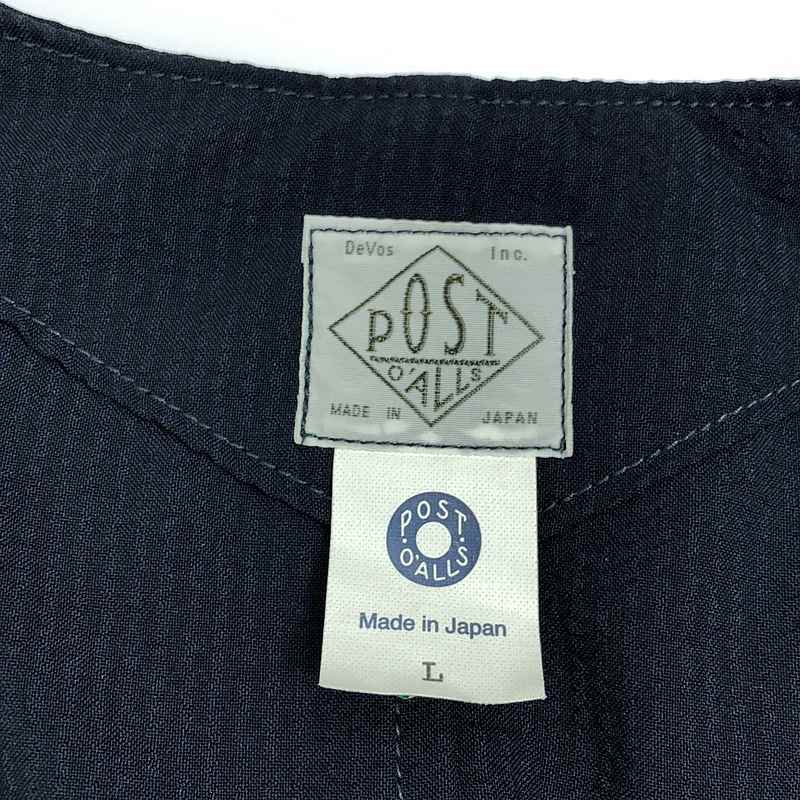 DeVos Inc.
POST
O'ALLS
MADE IN JAPAN
POST
O'ALLS
Made in Japan
L